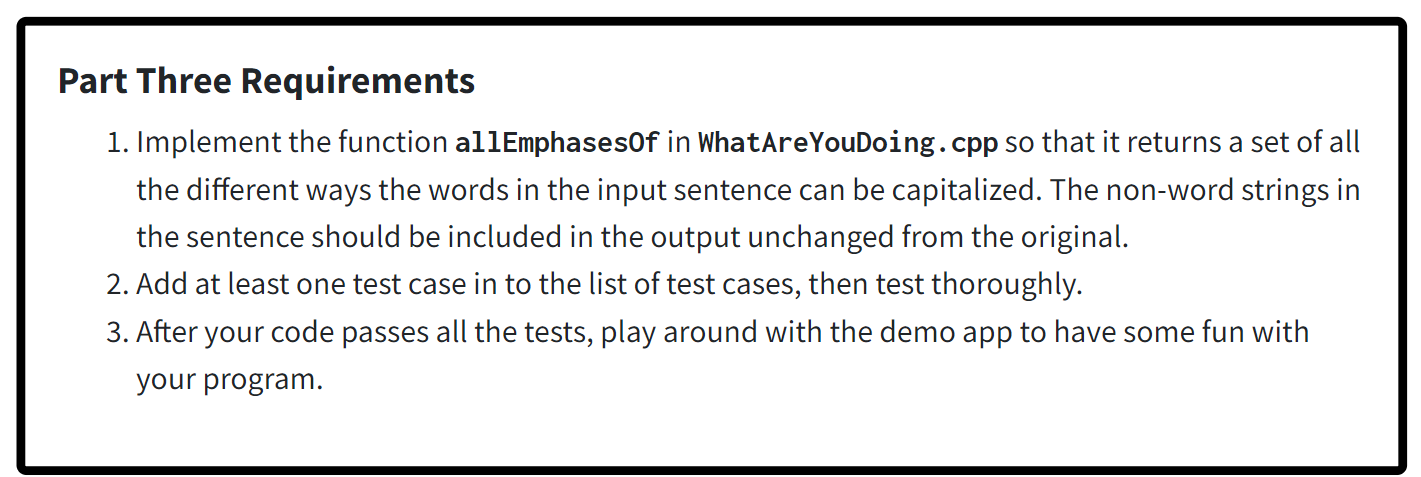 Part Three Requirements
1. Implement the function allEmphasesOf in WhatAreYouDoing.cpp so that it returns a set of all
the different ways the words in the input sentence can be capitalized. The non-word strings in
the sentence should be included in the output unchanged from the original.
2. Add at least one test case in to the list of test cases, then test thoroughly.
3. After your code passes all the tests, play around with the demo app to have some fun with
your program.